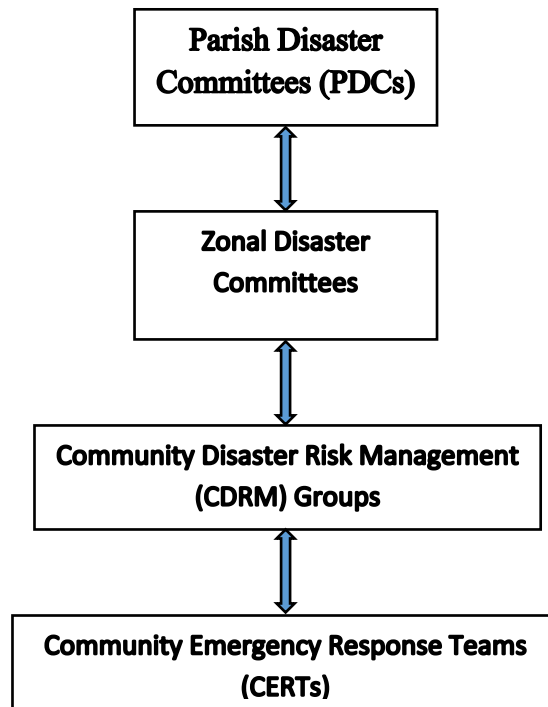 Parish Disaster
Committees (PDCs)
Zonal Disaster
Committees
Community Disaster Risk Management
(CDRM) Groups
Community Emergency Response Teams
(CERTs)